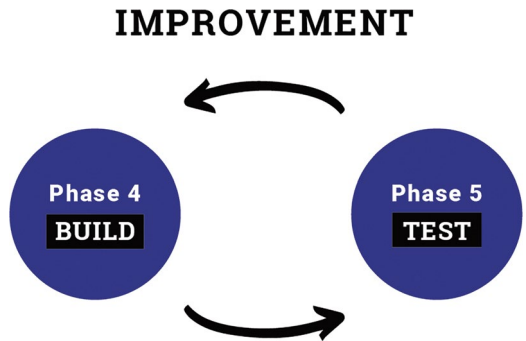 IMPROVEMENT
Phase 4
BUILD
Phase 5
TEST